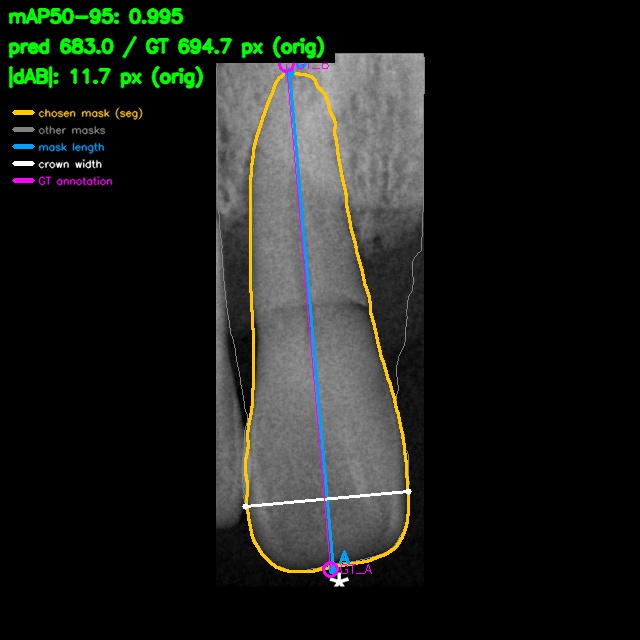 mAP50-95: 0.995
pred 683.0 / GT 694.7 px (orig)
|dAB|: 11.7 px (orig)
chosen mask (seg)
other masks
mask length
crown width
GT annotation
GT_B
A
GT_A